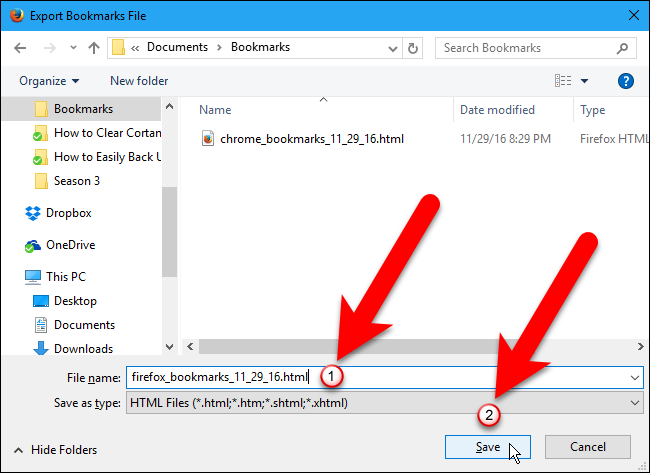 Export Bookmarks File
« Documents > Bookmarks
Search Bookmarks
Organize
New folder
?
Name
Date modified
Type
Bookmarks
How to Clear Cortan
How to Easily Back U
Season 3
Dropbox
OneDrive
This PC
Desktop
Documents
Downloads
chrome_bookmarks_11_29_16.html
11/29/16 8:29 PM
Firefox HTML
File name:
firefox_bookmarks_11_29_16.html
1
Save as type:
HTML Files (*.html;*.htm;*.shtml;*.xhtml)
2
Hide Folders
Save
Cancel